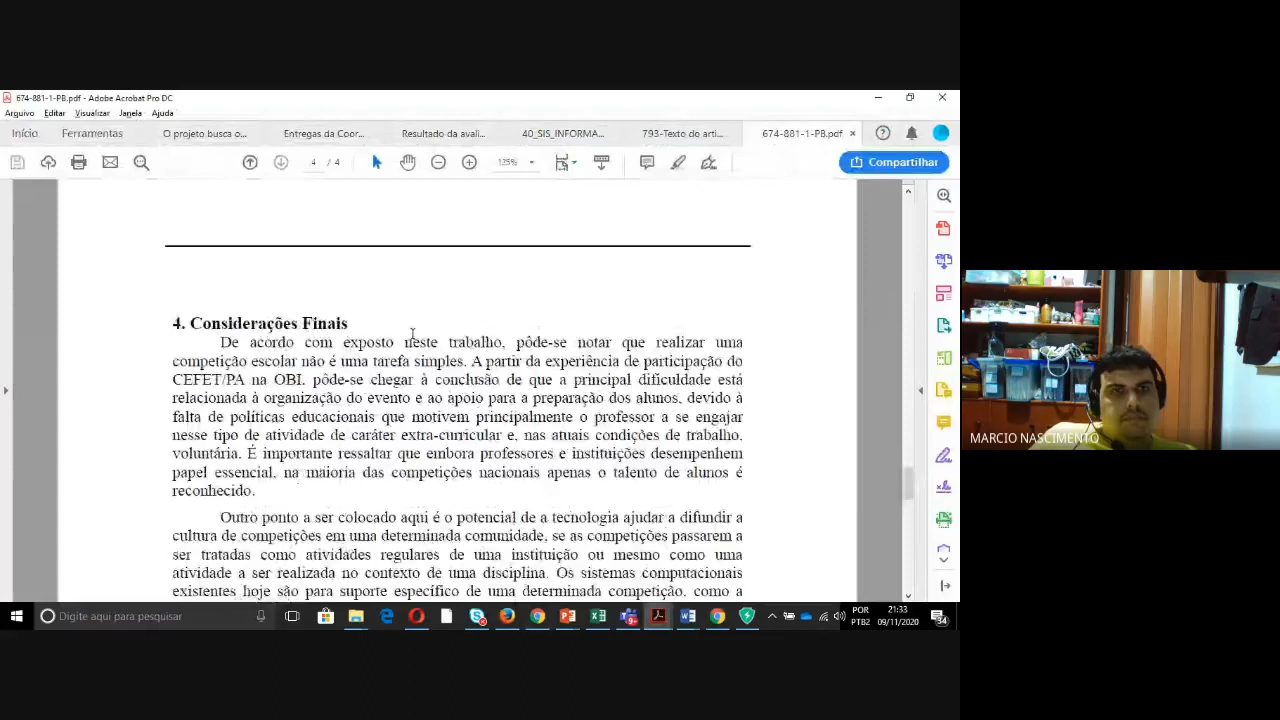 674-881-1-PB.pdf - Adobe Acrobat Pro DC
Arquivo Editar Visualizar Janela Ajuda
Início Ferramentas O projeto busca co... Entregas da Coor... Resultado da avali... 40_SIS_INFORMA... 793-Texto do arti... 674-881-1-PB.pdf ×
4 / 4 125% Compartilhar
4. Considerações Finais
De acordo com exposto neste trabalho, pôde-se notar que realizar uma
competição escolar não é uma tarefa simples. A partir da experiência de participação do
CEFET/PA na OBI, pôde-se chegar à conclusão de que a principal dificuldade está
relacionada à organização do evento e ao apoio para a preparação dos alunos, devido à
falta de políticas educacionais que motivem principalmente o professor a se engajar
nesse tipo de atividade de caráter extra-curricular e, nas atuais condições de trabalho,
voluntária. É importante ressaltar que embora professores e instituições desempenhem
papel essencial, na maioria das competições nacionais apenas o talento de alunos é
reconhecido.
Outro ponto a ser colocado aqui é o potencial de a tecnologia ajudar a difundir a
cultura de competições em uma determinada comunidade, se as competições passarem a
ser tratadas como atividades regulares de uma instituição ou mesmo como uma
atividade a ser realizada no contexto de uma disciplina. Os sistemas computacionais
existentes hoje são para suporte específico de uma determinada competição, como a
MARCIO NASCIMENTO
Digite aqui para pesquisar
POR
PTB2
21:33
09/11/2020
34